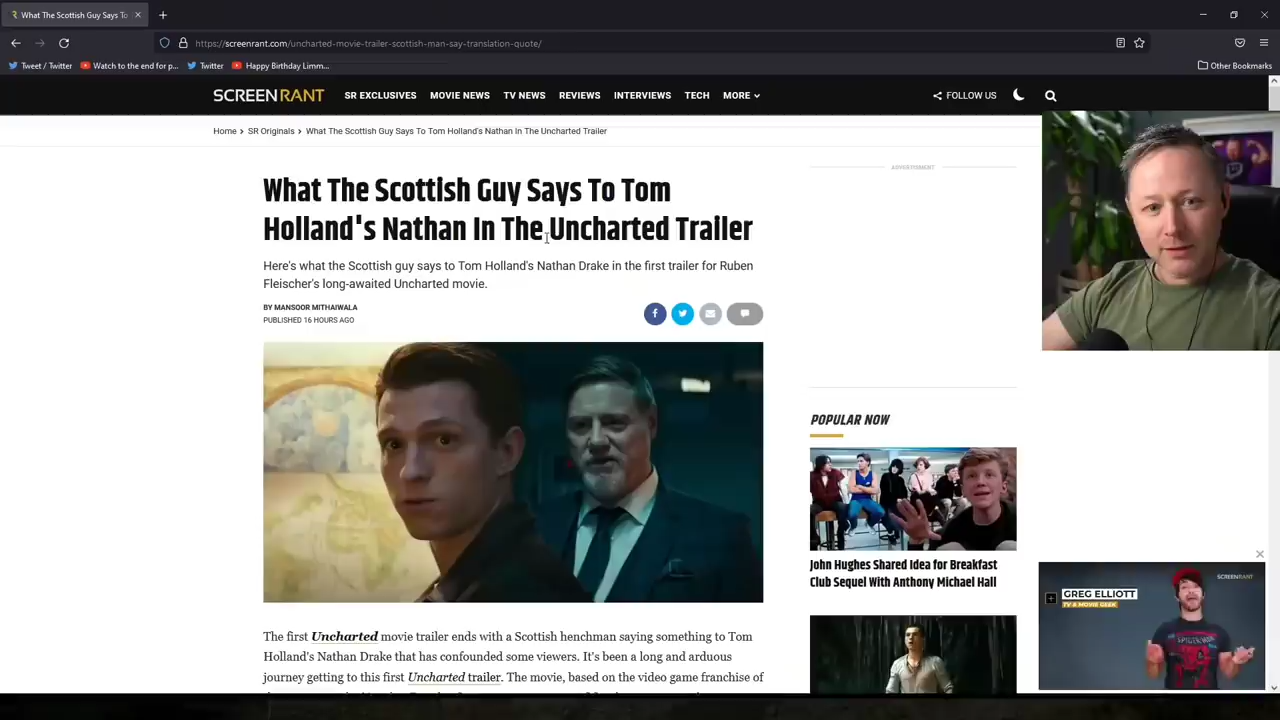 What The Scottish Guy Says To
https://screenrant.com/uncharted-movie-trailer-scottish-man-say-translation-quote/
Tweet / Twitter
Watch to the end for p...
Twitter
Happy Birthday Limm...
Other Bookmarks
SCREENRANT
SR EXCLUSIVES
MOVIE NEWS
TV NEWS
REVIEWS
INTERVIEWS
TECH
MORE
FOLLOW US
Home > SR Originals > What The Scottish Guy Says To Tom Holland's Nathan In The Uncharted Trailer
What The Scottish Guy Says To Tom
Holland's Nathan In The Uncharted Trailer
Here's what the Scottish guy says to Tom Holland's Nathan Drake in the first trailer for Ruben
Fleischer's long-awaited Uncharted movie.
BY MANSOOR MITHAIWALA
PUBLISHED 16 HOURS AGO
The first Uncharted movie trailer ends with a Scottish henchman saying something to Tom
Holland's Nathan Drake that has confounded some viewers. It's been a long and arduous
journey getting to this first Uncharted trailer. The movie, based on the video game franchise of
ADVERTISEMENT
POPULAR NOW
John Hughes Shared Idea for Breakfast
Club Sequel With Anthony Michael Hall
SCREENRANT
GREG ELLIOTT
TV & MOVIE GEEK